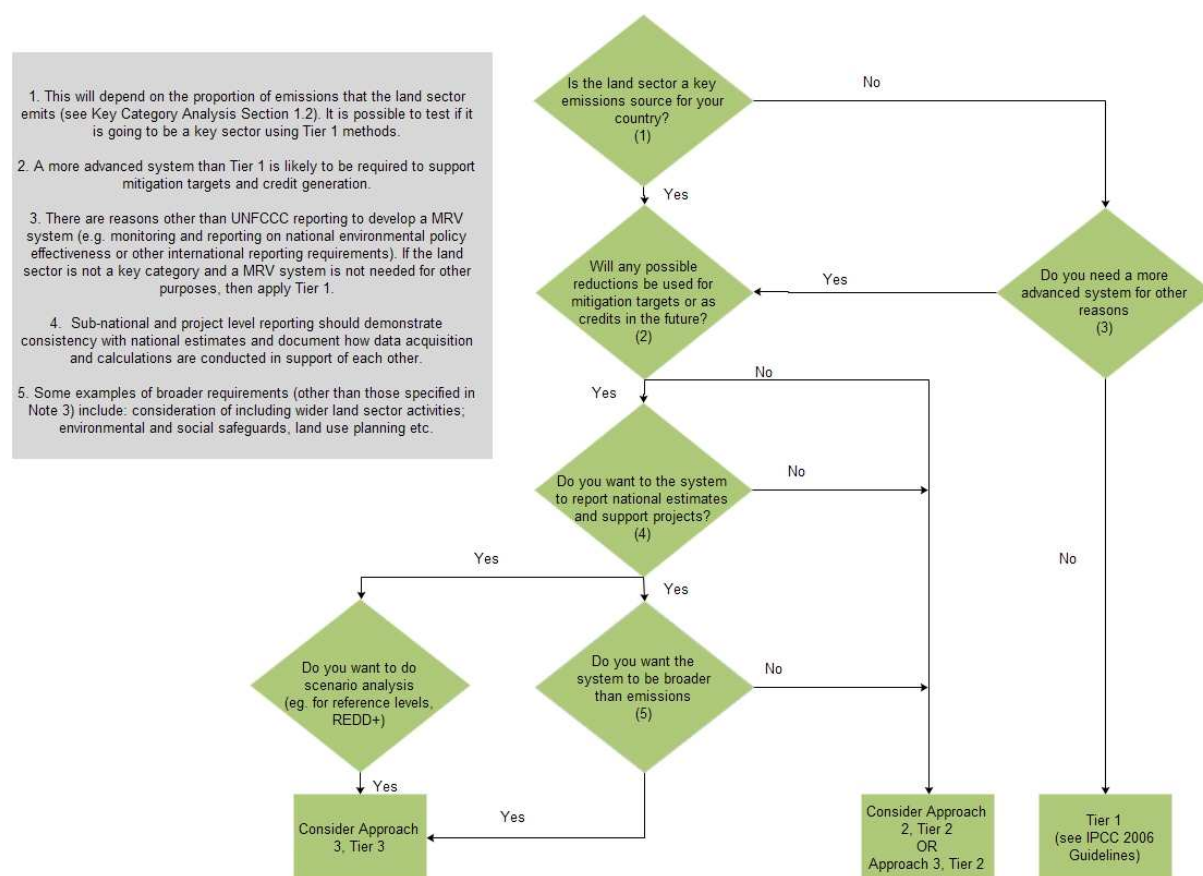 1. This will depend on the proportion of emissions that the land sector
emits (see Key Category Analysis Section 1.2). It is possible to test if it
is going to be a key sector using Tier 1 methods.
2. A more advanced system than Tier 1 is likely to be required to support
mitigation targets and credit generation.
3. There are reasons other than UNFCCC reporting to develop a MRV
system (e.g. monitoring and reporting on national environmental policy
effectiveness or other international reporting requirements). If the land
sector is not a key category and a MRV system is not needed for other
purposes, then apply Tier 1.
4. Sub-national and project level reporting should demonstrate
consistency with national estimates and document how data acquisition
and calculations are conducted in support of each other.
5. Some examples of broader requirements (other than those specified in
Note 3) include: consideration of including wider land sector activities;
environmental and social safeguards, land use planning etc.
Is the land sector a key
emissions source for your
country?
(1)
No
Yes
Will any possible
reductions be used for
mitigation targets or as
credits in the future?
(2)
Yes
Do you need a more
advanced system for other
reasons
(3)
No
Yes
Do you want to the system
to report national estimates
and support projects?
(4)
No
No
Yes
Yes
Do you want to do
scenario analysis
(eg. for reference levels,
REDD+)
Do you want the
system to be broader
than emissions
(5)
No
Yes
Yes
Consider Approach
3, Tier 3
Consider Approach
2, Tier 2
OR
Approach 3, Tier 2
Tier 1
(see IPCC 2006
Guidelines)